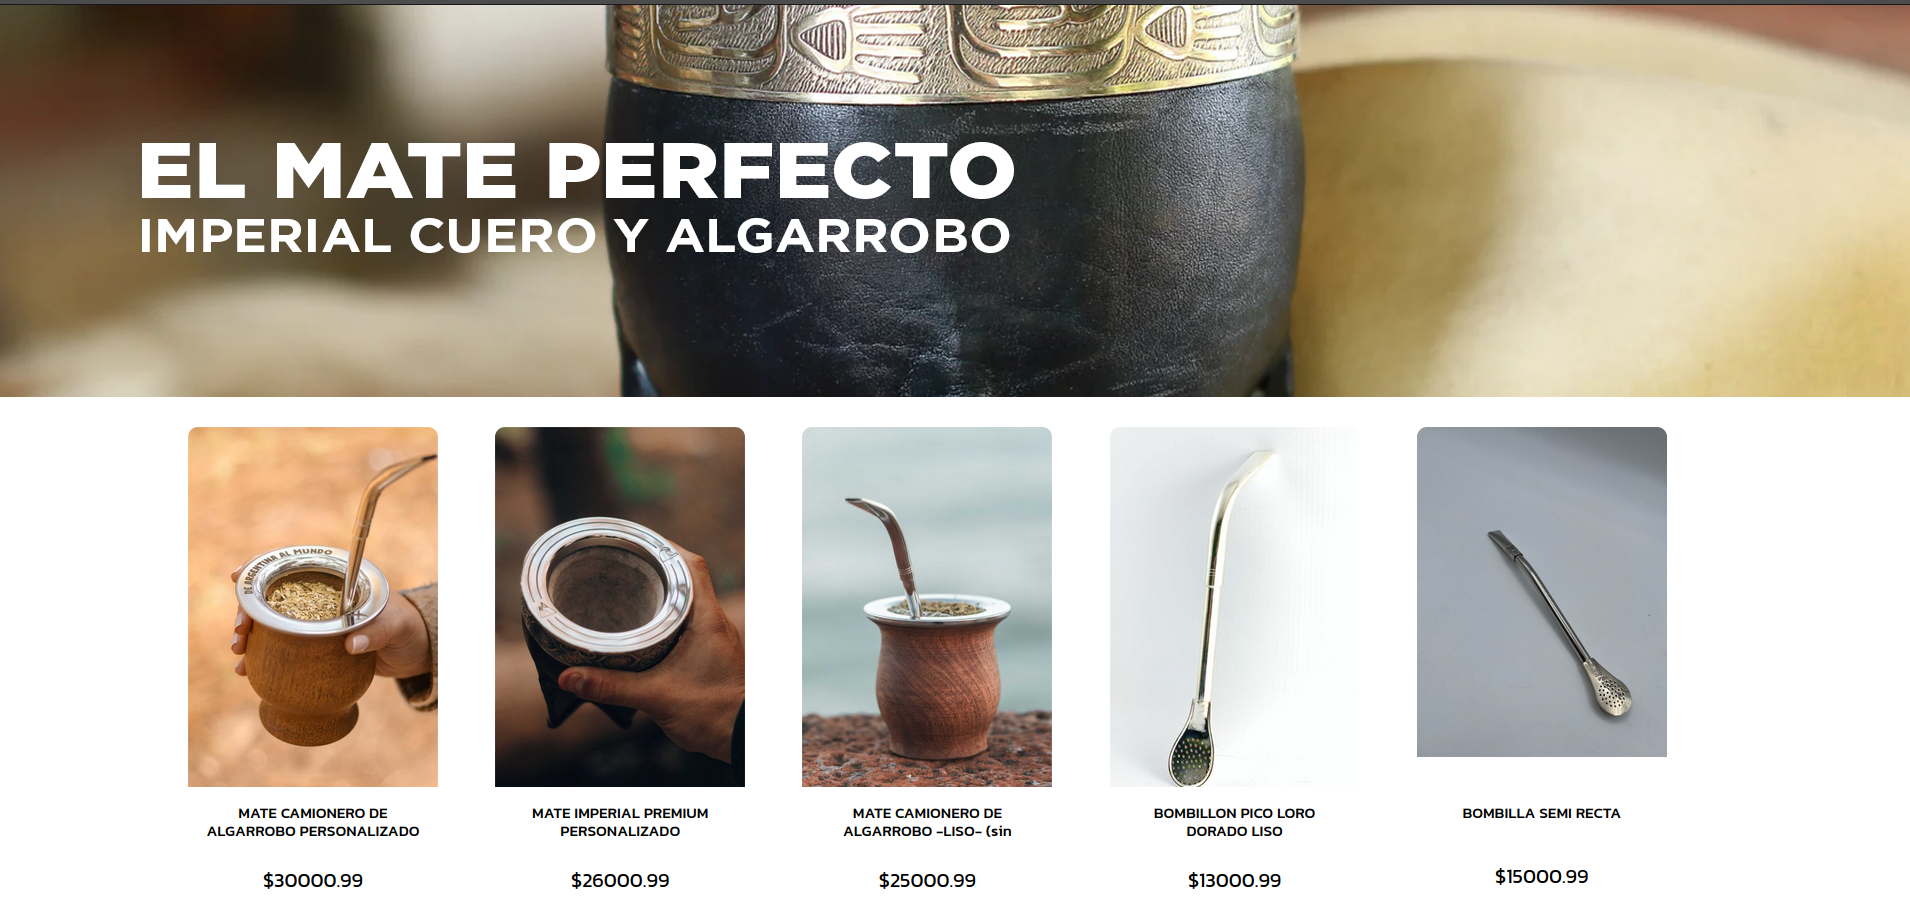 EL MATE PERFECTO
IMPERIAL CUERO Y ALGARROBO
DE ARGENTINA AL MUNDO
MATE CAMIONERO DE
ALGARROBO PERSONALIZADO
$30000.99
MATE IMPERIAL PREMIUM
PERSONALIZADO
$26000.99
MATE CAMIONERO DE
ALGARROBO -LISO- (sin
$25000.99
BOMBILLON PICO LORO
DORADO LISO
$13000.99
BOMBILLA SEMI RECTA
$15000.99